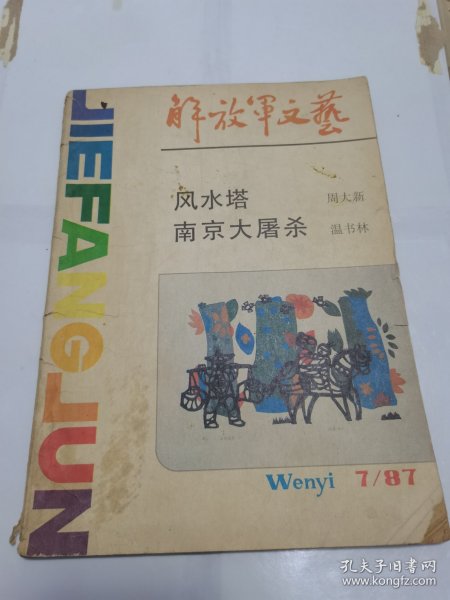 解放军文艺
JIEFANGJUN
风水塔 周大新
南京大屠杀 温书林
Wenyi 7/87
孔夫子旧书网
www.kongfz.com